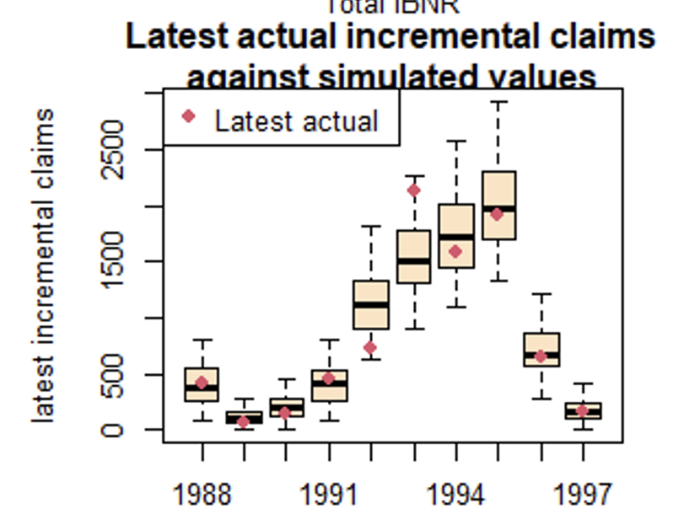 Total IBNR
Latest actual incremental claims
against simulated values
Latest actual
latest incremental claims
2500
1500
500
0
1988
1991
1994
1997